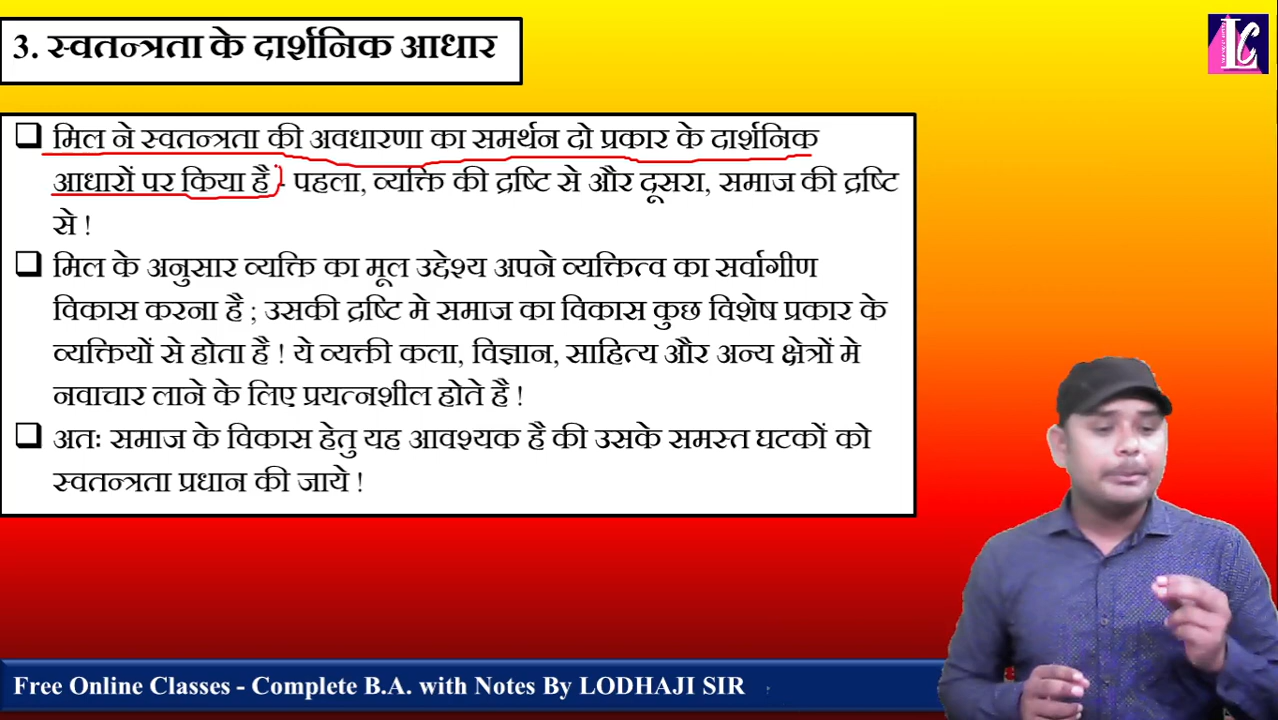 3. स्वतन्त्रता के दार्शनिक आधार
❑ मिल ने स्वतन्त्रता की अवधारणा का समर्थन दो प्रकार के दार्शनिक
आधारों पर किया है - पहला, व्यक्ति की द्रष्टि से और दूसरा, समाज की द्रष्टि
से !
❑ मिल के अनुसार व्यक्ति का मूल उद्देश्य अपने व्यक्तित्व का सर्वागीण
विकास करना है ; उसकी द्रष्टि मे समाज का विकास कुछ विशेष प्रकार के
व्यक्तियों से होता है ! ये व्यक्ती कला, विज्ञान, साहित्य और अन्य क्षेत्रों मे
नवाचार लाने के लिए प्रयत्नशील होते है !
❑ अतः समाज के विकास हेतु यह आवश्यक है की उसके समस्त घटकों को
स्वतन्त्रता प्रधान की जाये !
Free Online Classes - Complete B.A. with Notes By LODHAJI SIR